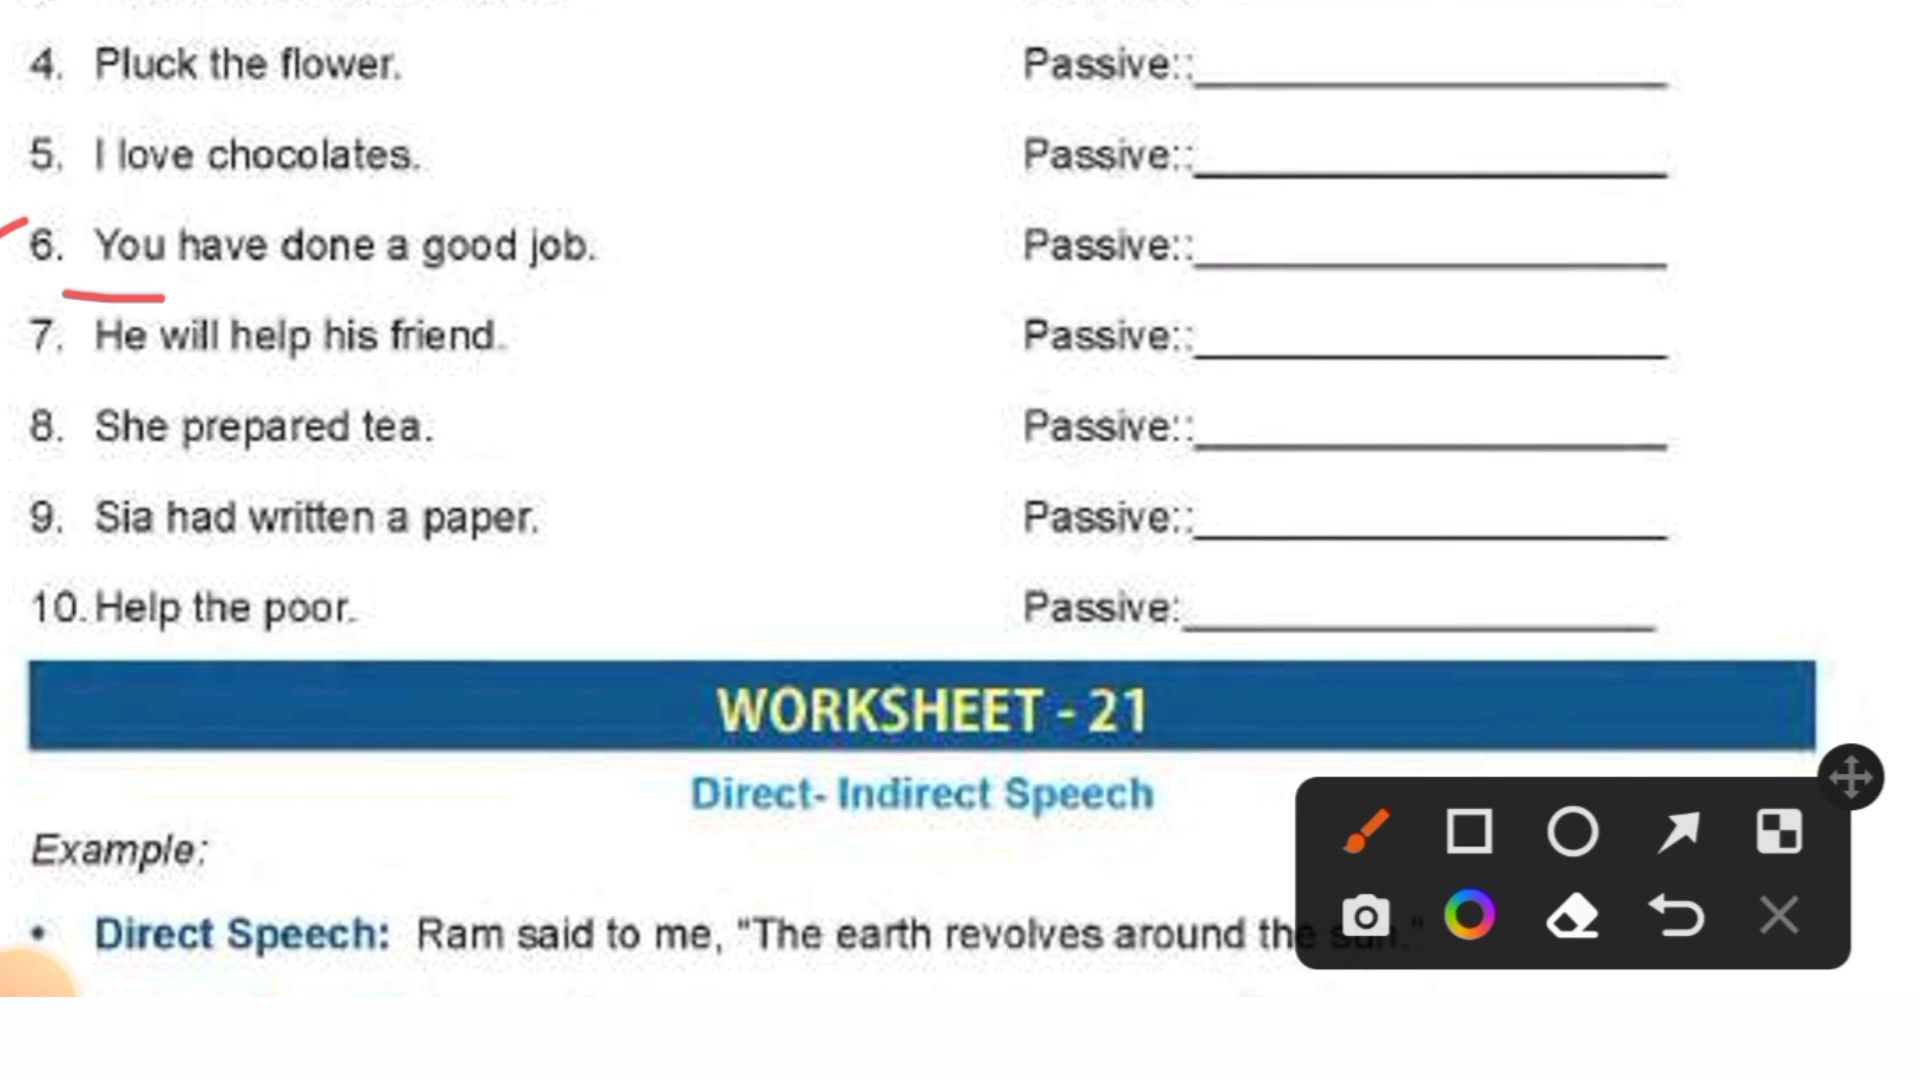 4. Pluck the flower. Passive::
5. I love chocolates. Passive::
6. You have done a good job. Passive::
7. He will help his friend. Passive::
8. She prepared tea. Passive::
9. Sia had written a paper. Passive::
10. Help the poor. Passive:
WORKSHEET - 21
Direct- Indirect Speech
Example:
• Direct Speech: Ram said to me, "The earth revolves around the sun."